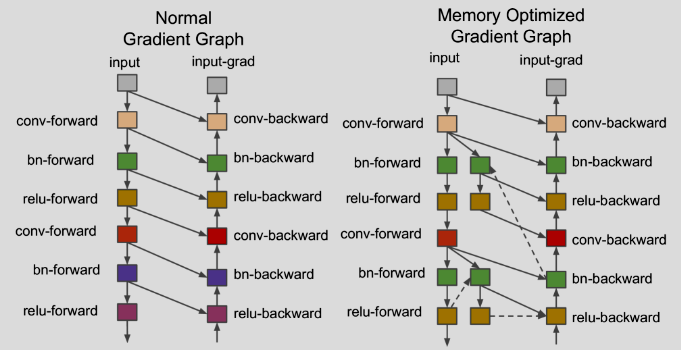 Normal
Gradient Graph
input
input-grad
conv-forward
conv-backward
bn-forward
bn-backward
relu-forward
relu-backward
conv-forward
conv-backward
bn-forward
bn-backward
relu-forward
relu-backward
Memory Optimized
Gradient Graph
input
input-grad
conv-forward
conv-backward
bn-forward
bn-backward
relu-forward
relu-backward
conv-forward
conv-backward
bn-forward
bn-backward
relu-forward
relu-backward